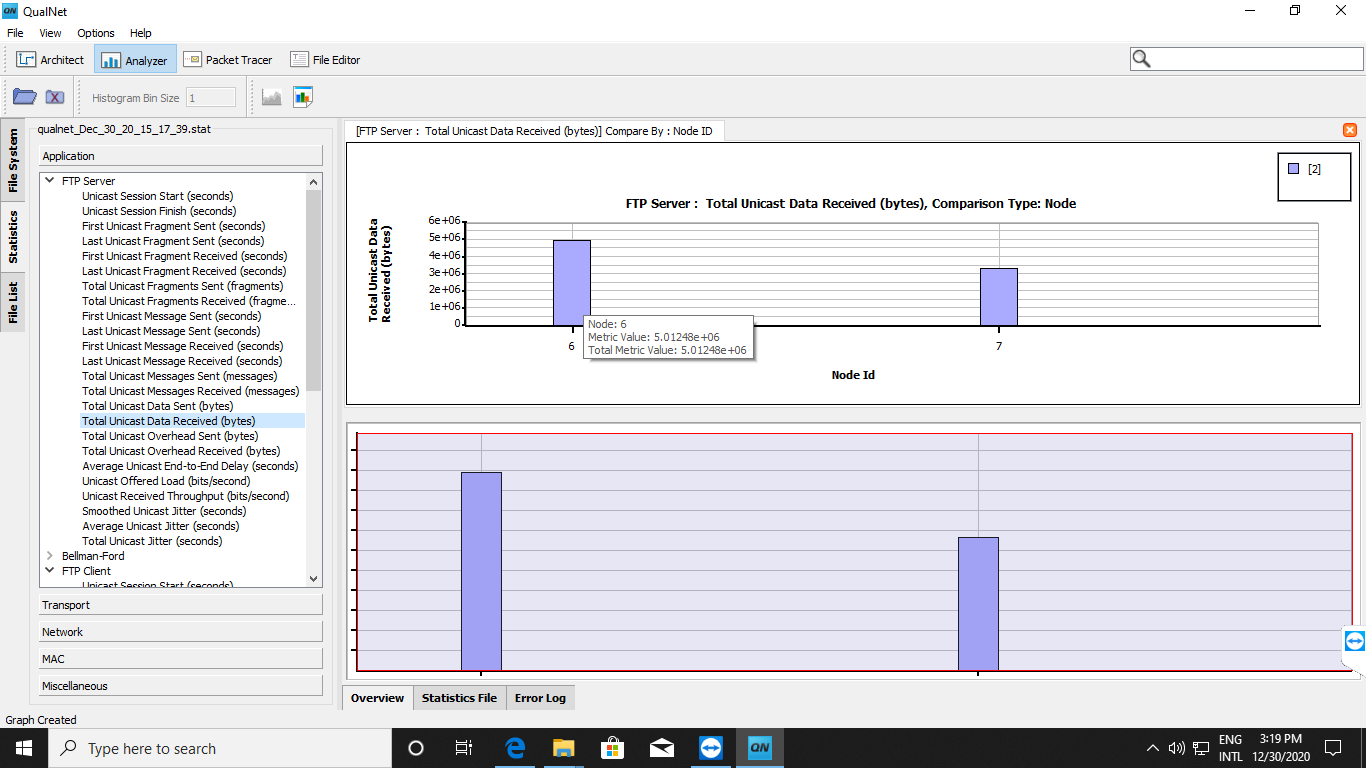 QN QualNet
File View Options Help
Architect Analyzer Packet Tracer File Editor
Histogram Bin Size 1
File System
Statistics
File List
qualnet_Dec_30_20_15_17_39.stat
Application
FTP Server
Unicast Session Start (seconds)
Unicast Session Finish (seconds)
First Unicast Fragment Sent (seconds)
Last Unicast Fragment Sent (seconds)
First Unicast Fragment Received (seconds)
Last Unicast Fragment Received (seconds)
Total Unicast Fragments Sent (fragments)
Total Unicast Fragments Received (fragme...
First Unicast Message Sent (seconds)
Last Unicast Message Sent (seconds)
First Unicast Message Received (seconds)
Last Unicast Message Received (seconds)
Total Unicast Messages Sent (messages)
Total Unicast Messages Received (messages)
Total Unicast Data Sent (bytes)
Total Unicast Data Received (bytes)
Total Unicast Overhead Sent (bytes)
Total Unicast Overhead Received (bytes)
Average Unicast End-to-End Delay (seconds)
Unicast Offered Load (bits/second)
Unicast Received Throughput (bits/second)
Smoothed Unicast Jitter (seconds)
Average Unicast Jitter (seconds)
Total Unicast Jitter (seconds)
Bellman-Ford
FTP Client
Unicast Session Start (seconds)
Transport
Network
MAC
Miscellaneous
[FTP Server : Total Unicast Data Received (bytes)] Compare By : Node ID
[2]
FTP Server : Total Unicast Data Received (bytes), Comparison Type: Node
Total Unicast Data
Received (bytes)
6e+06
5e+06
4e+06
3e+06
2e+06
1e+06
0
6 7
Node: 6
Metric Value: 5.01248e+06
Total Metric Value: 5.01248e+06
Node Id
Overview Statistics File Error Log
Graph Created
Type here to search
QN
ENG
INTL
3:19 PM
12/30/2020